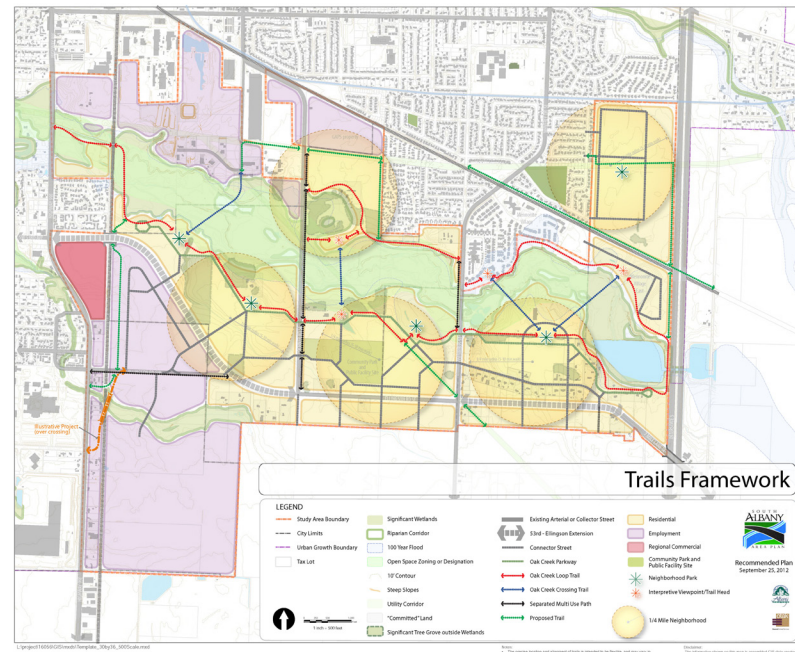 Illustrative Project
(over crossing)
Trails Framework
LEGEND
Study Area Boundary
City Limits
Urban Growth Boundary
Tax Lot
Significant Wetlands
Riparian Corridor
100 Year Flood
Open Space Zoning or Designation
10' Contour
Steep Slopes
Utility Corridor
"Committed" Land
Significant Tree Grove outside Wetlands
Existing Arterial or Collector Street
53rd - Ellingson Extension
Connector Street
Oak Creek Parkway
Oak Creek Loop Trail
Oak Creek Crossing Trail
Separated Multi Use Path
Proposed Trail
Residential
Employment
Regional Commercial
Community Park and
Public Facility Site
Neighborhood Park
Interpretive Viewpoint/Trail Head
1/4 Mile Neighborhood
SOUTH
ALBANY
AREA PLAN
Recommended Plan
September 25, 2012